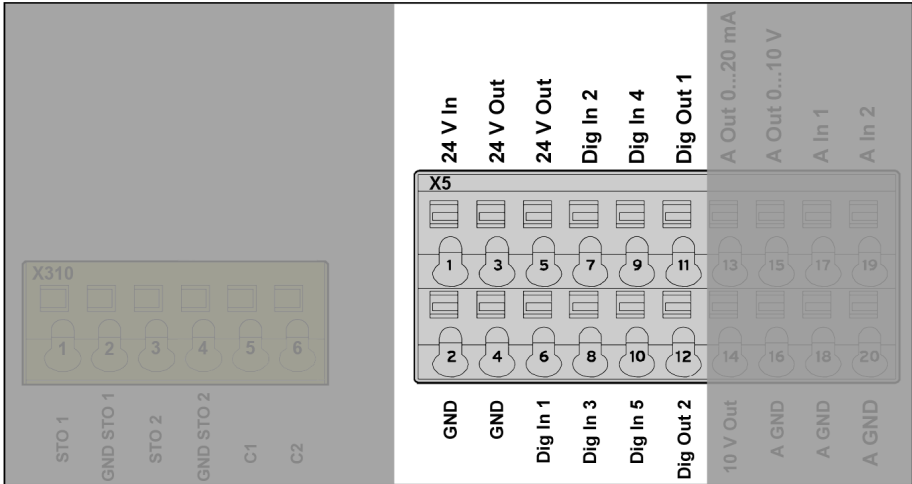 24 V In
24 V Out
24 V Out
Dig In 2
Dig In 4
Dig Out 1
A Out 0...20 mA
A Out 0...10 V
A In 1
A In 2
X5
1 3 5 7 9 11 13 15 17 19
2 4 6 8 10 12 14 16 18 20
GND
GND
Dig In 1
Dig In 3
Dig In 5
Dig Out 2
10 V Out
A GND
A GND
A GND
X310
1 2 3 4 5 6
STO 1
GND STO 1
STO 2
GND STO 2
C1
C2